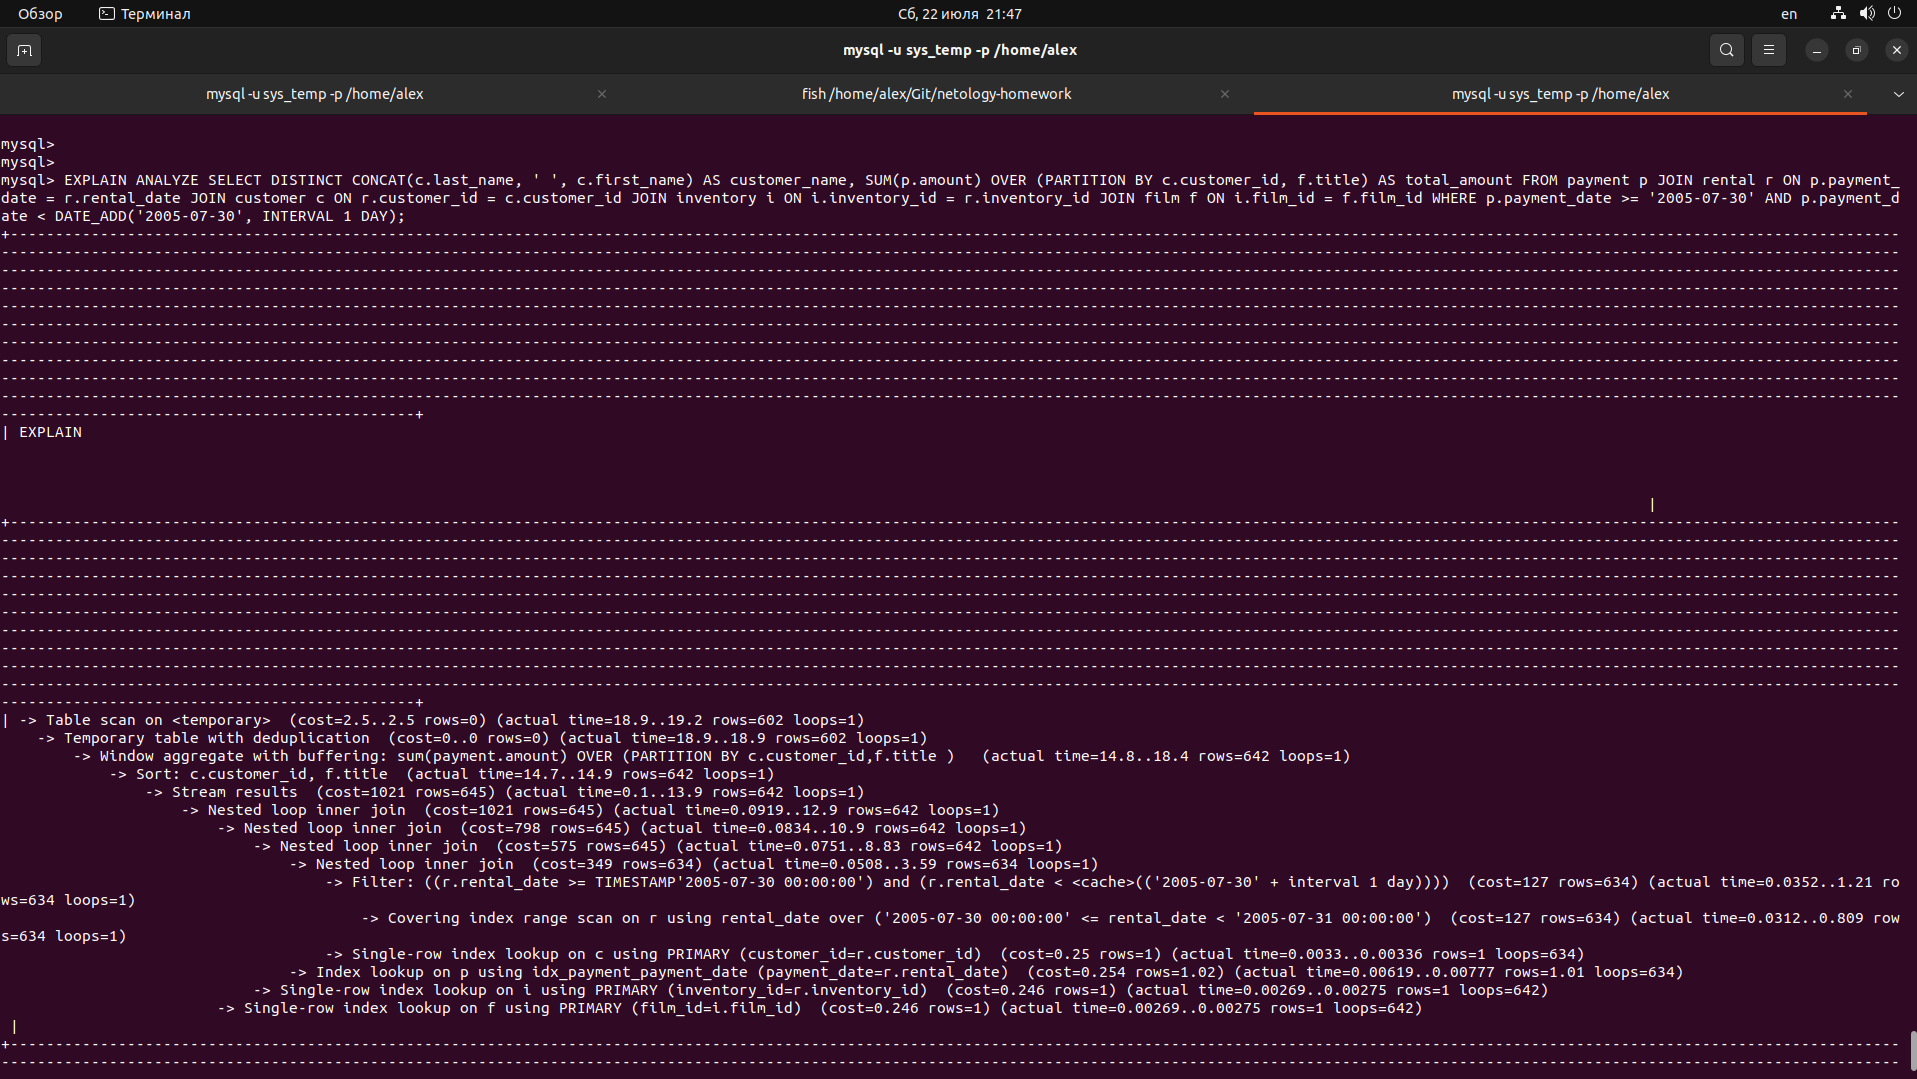 Обзор Терминал Сб, 22 июля 21:47 en
mysql -u sys_temp -p /home/alex
mysql -u sys_temp -p /home/alex fish /home/alex/Git/netology-homework mysql -u sys_temp -p /home/alex
mysql>
mysql>
mysql> EXPLAIN ANALYZE SELECT DISTINCT CONCAT(c.last_name, ' ', c.first_name) AS customer_name, SUM(p.amount) OVER (PARTITION BY c.customer_id, f.title) AS total_amount FROM payment p JOIN rental r ON p.payment_
date = r.rental_date JOIN customer c ON r.customer_id = c.customer_id JOIN inventory i ON i.inventory_id = r.inventory_id JOIN film f ON i.film_id = f.film_id WHERE p.payment_date >= '2005-07-30' AND p.payment_d
ate < DATE_ADD('2005-07-30', INTERVAL 1 DAY);
| EXPLAIN
|
| -> Table scan on <temporary>  (cost=2.5..2.5 rows=0) (actual time=18.9..19.2 rows=602 loops=1)
-> Temporary table with deduplication  (cost=0..0 rows=0) (actual time=18.9..18.9 rows=602 loops=1)
-> Window aggregate with buffering: sum(payment.amount) OVER (PARTITION BY c.customer_id,f.title )   (actual time=14.8..18.4 rows=642 loops=1)
-> Sort: c.customer_id, f.title  (actual time=14.7..14.9 rows=642 loops=1)
-> Stream results  (cost=1021 rows=645) (actual time=0.1..13.9 rows=642 loops=1)
-> Nested loop inner join  (cost=1021 rows=645) (actual time=0.0919..12.9 rows=642 loops=1)
-> Nested loop inner join  (cost=798 rows=645) (actual time=0.0834..10.9 rows=642 loops=1)
-> Nested loop inner join  (cost=575 rows=645) (actual time=0.0751..8.83 rows=642 loops=1)
-> Nested loop inner join  (cost=349 rows=634) (actual time=0.0508..3.59 rows=634 loops=1)
-> Filter: ((r.rental_date >= TIMESTAMP'2005-07-30 00:00:00') and (r.rental_date < <cache>(('2005-07-30' + interval 1 day))))  (cost=127 rows=634) (actual time=0.0352..1.21 ro
ws=634 loops=1)
-> Covering index range scan on r using rental_date over ('2005-07-30 00:00:00' <= rental_date < '2005-07-31 00:00:00')  (cost=127 rows=634) (actual time=0.0312..0.809 row
s=634 loops=1)
-> Single-row index lookup on c using PRIMARY (customer_id=r.customer_id)  (cost=0.25 rows=1) (actual time=0.0033..0.00336 rows=1 loops=634)
-> Index lookup on p using idx_payment_payment_date (payment_date=r.rental_date)  (cost=0.254 rows=1.02) (actual time=0.00619..0.00777 rows=1.01 loops=634)
-> Single-row index lookup on i using PRIMARY (inventory_id=r.inventory_id)  (cost=0.246 rows=1) (actual time=0.00269..0.00275 rows=1 loops=642)
-> Single-row index lookup on f using PRIMARY (film_id=i.film_id)  (cost=0.246 rows=1) (actual time=0.00269..0.00275 rows=1 loops=642)
|